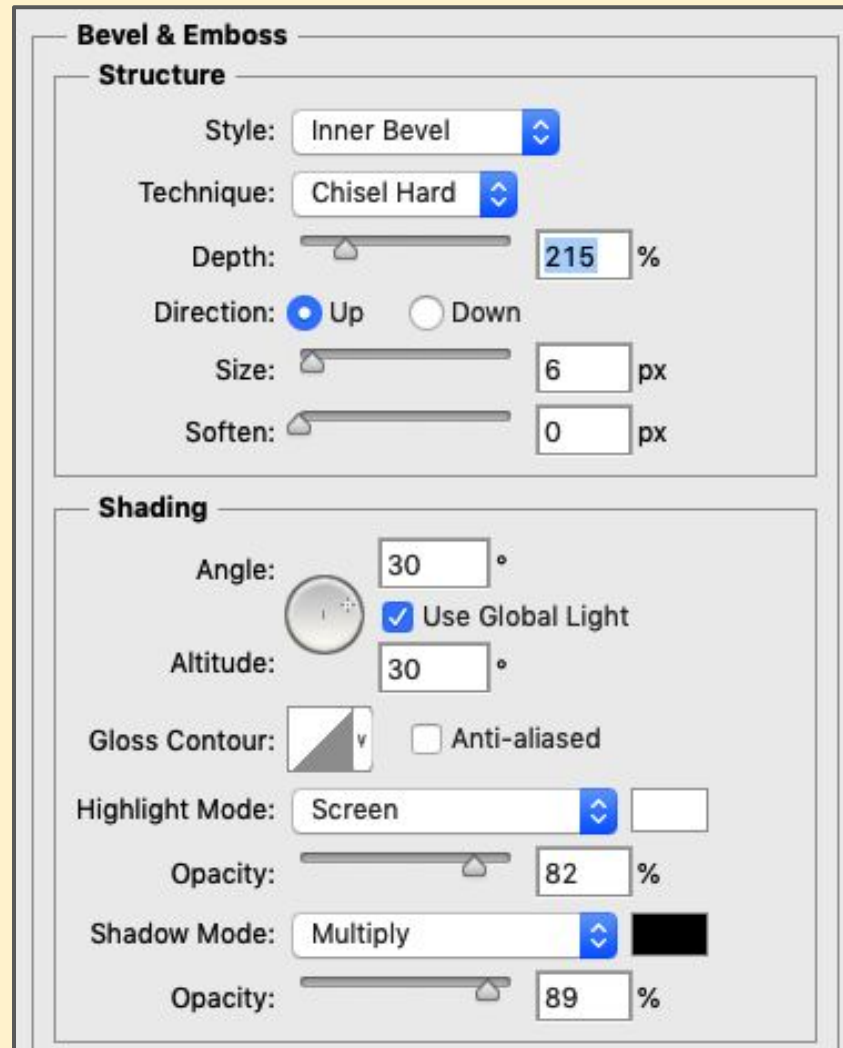 Bevel & Emboss
Structure
Style: Inner Bevel
Technique: Chisel Hard
Depth: 215 %
Direction: Up Down
Size: 6 px
Soften: 0 px
Shading
Angle: 30 °
Use Global Light
Altitude: 30 °
Gloss Contour: Anti-aliased
Highlight Mode: Screen
Opacity: 82 %
Shadow Mode: Multiply
Opacity: 89 %